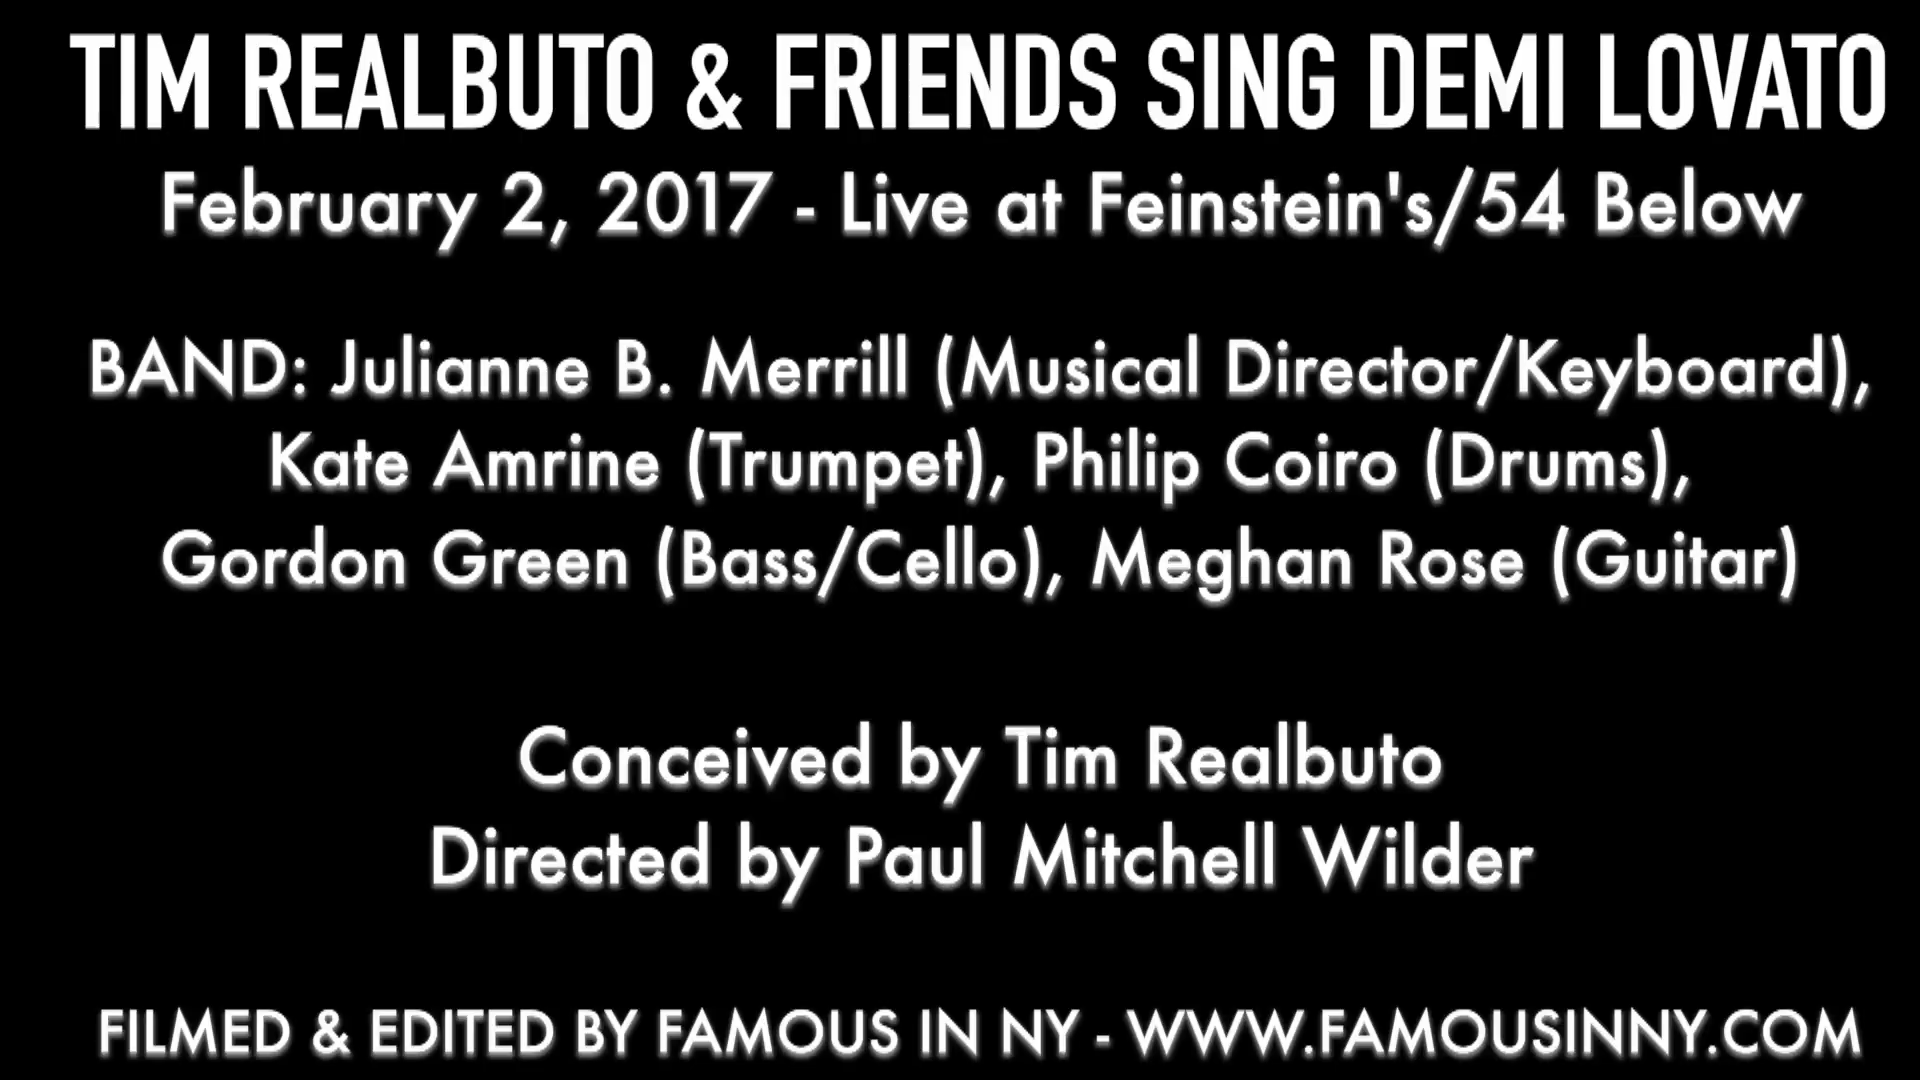 TIM REALBUTO & FRIENDS SING DEMI LOVATO
February 2, 2017 - Live at Feinstein's/54 Below
BAND: Julianne B. Merrill (Musical Director/Keyboard),
Kate Amrine (Trumpet), Philip Coiro (Drums),
Gordon Green (Bass/Cello), Meghan Rose (Guitar)
Conceived by Tim Realbuto
Directed by Paul Mitchell Wilder
FILMED & EDITED BY FAMOUS IN NY - WWW.FAMOUSINNY.COM